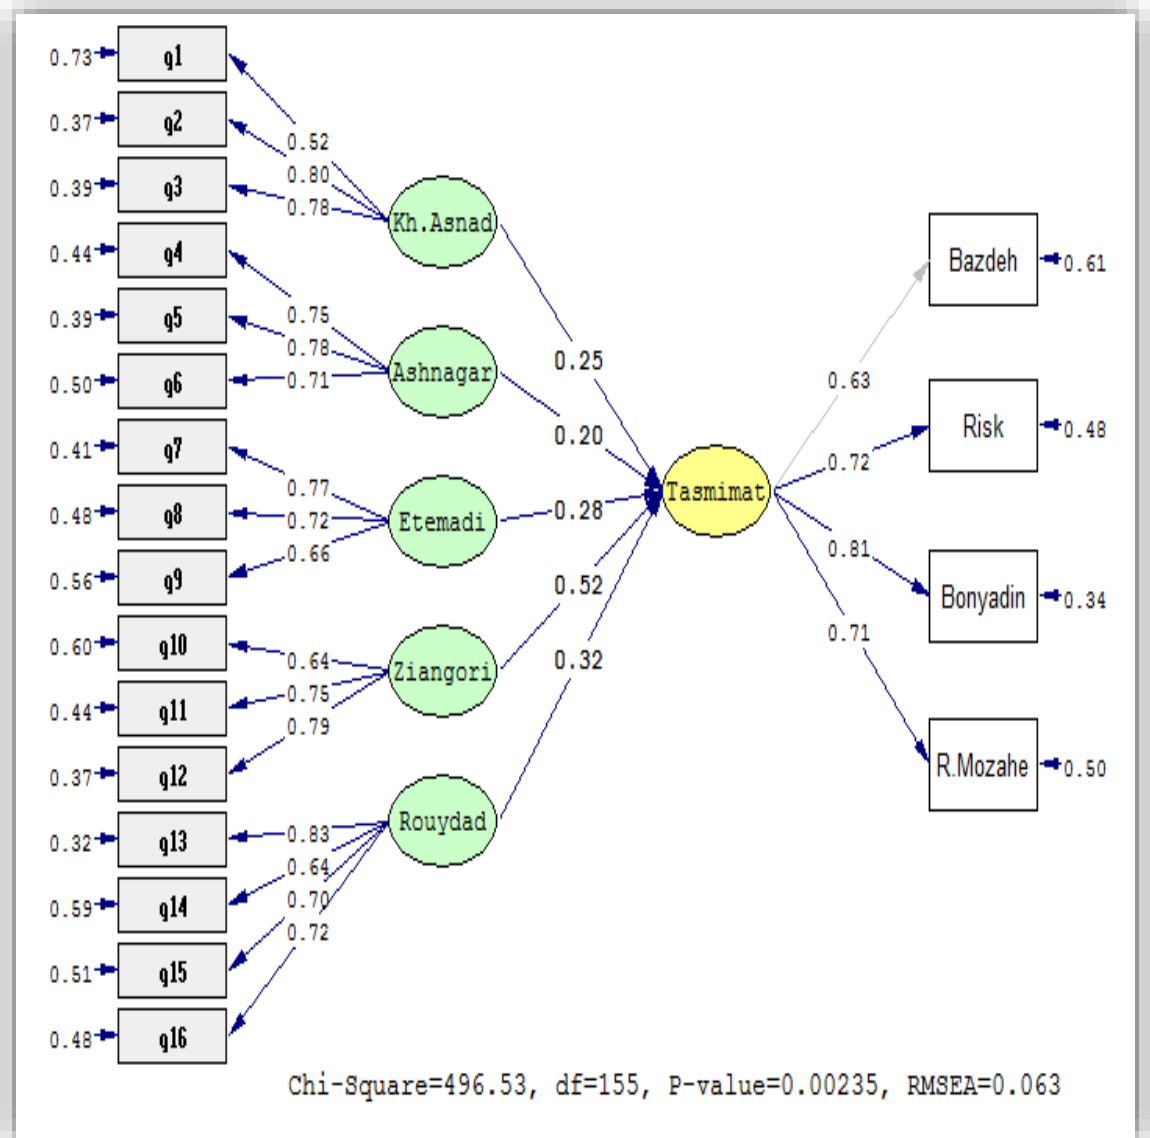 0.73 q1
0.37 q2
0.39 q3
0.44 q4
0.39 q5
0.50 q6
0.41 q7
0.48 q8
0.56 q9
0.60 q10
0.44 q11
0.37 q12
0.32 q13
0.59 q14
0.51 q15
0.48 q16
0.52
0.80
0.78
0.75
0.78
0.71
0.77
0.72
0.66
0.64
0.75
0.79
0.83
0.64
0.70
0.72
Kh.Asnad
Ashnagar
Etemadi
Ziangori
Rouydad
0.25
0.20
0.28
0.52
0.32
Tasmimat
0.63
0.72
0.81
0.71
Bazdeh 0.61
Risk 0.48
Bonyadin 0.34
R.Mozahe 0.50
Chi-Square=496.53, df=155, P-value=0.00235, RMSEA=0.063